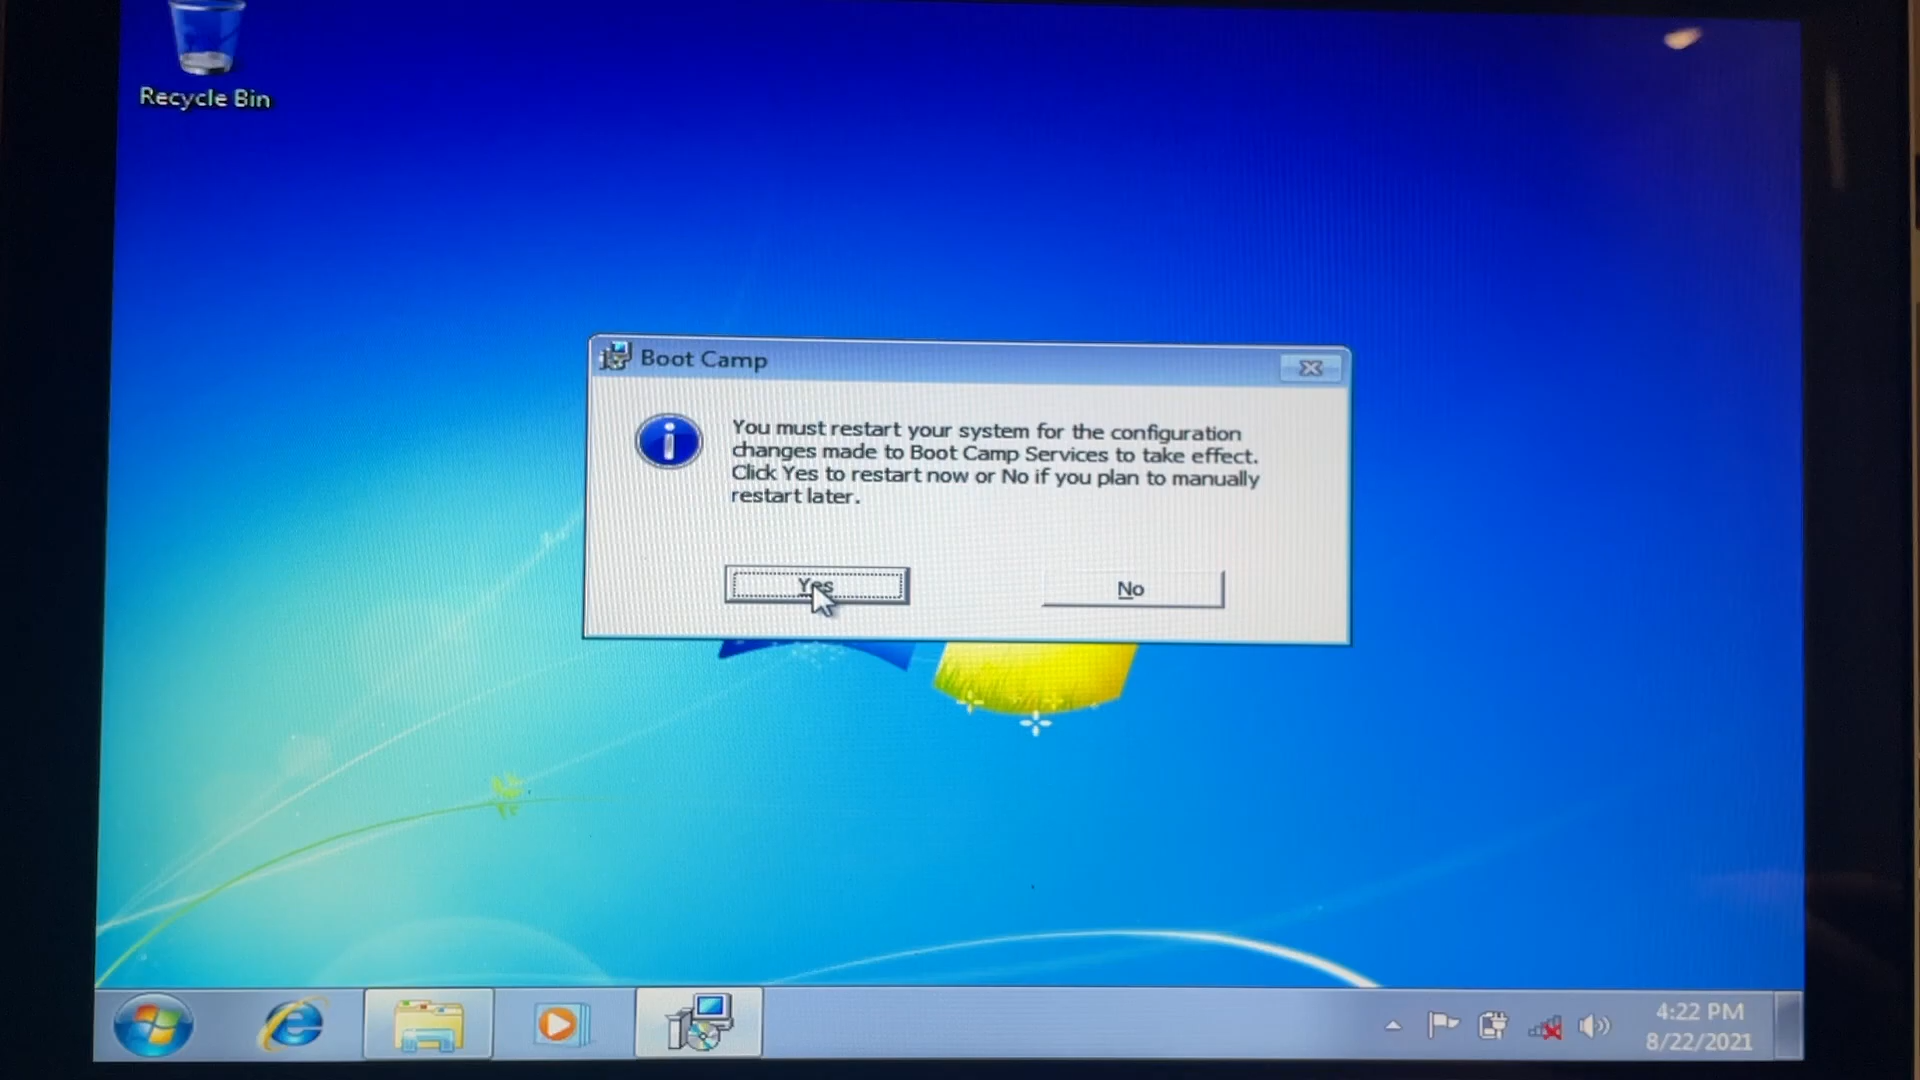 Recycle Bin
Boot Camp
You must restart your system for the configuration
changes made to Boot Camp Services to take effect.
Click Yes to restart now or No if you plan to manually
restart later.
Yes
No
4:22 PM
8/22/2021